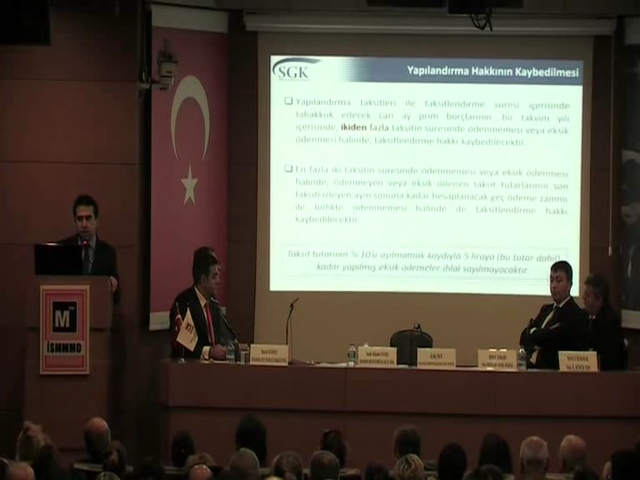 SGK
Yapılandırma Hakkının Kaybedilmesi
Yapılandırma taksitleri ile taksitlendirme süresi içerisinde
tahakkuk edecek cari ay prim borçlarının, bir takvim yılı
içerisinde, ikiden fazla taksitin süresinde ödenmemesi veya eksik
ödenmesi halinde, taksitlendirme hakkı kaybedilecektir.
En fazla iki taksitin süresinde ödenmemesi veya eksik ödenmesi
halinde, ödenmeyen veya eksik ödenen taksit tutarlarının son
taksiti izleyen ayın sonuna kadar hesaplanacak geç ödeme zammı
ile birlikte ödenmemesi halinde de taksitlendirme hakkı
kaybedilecektir.
Taksit tutarının % 10'u aşılmamak kaydıyla 5 liraya (bu tutar dahil)
kadar yapılmış eksik ödemeler ihlal sayılmayacaktır.
M
İSMMMO